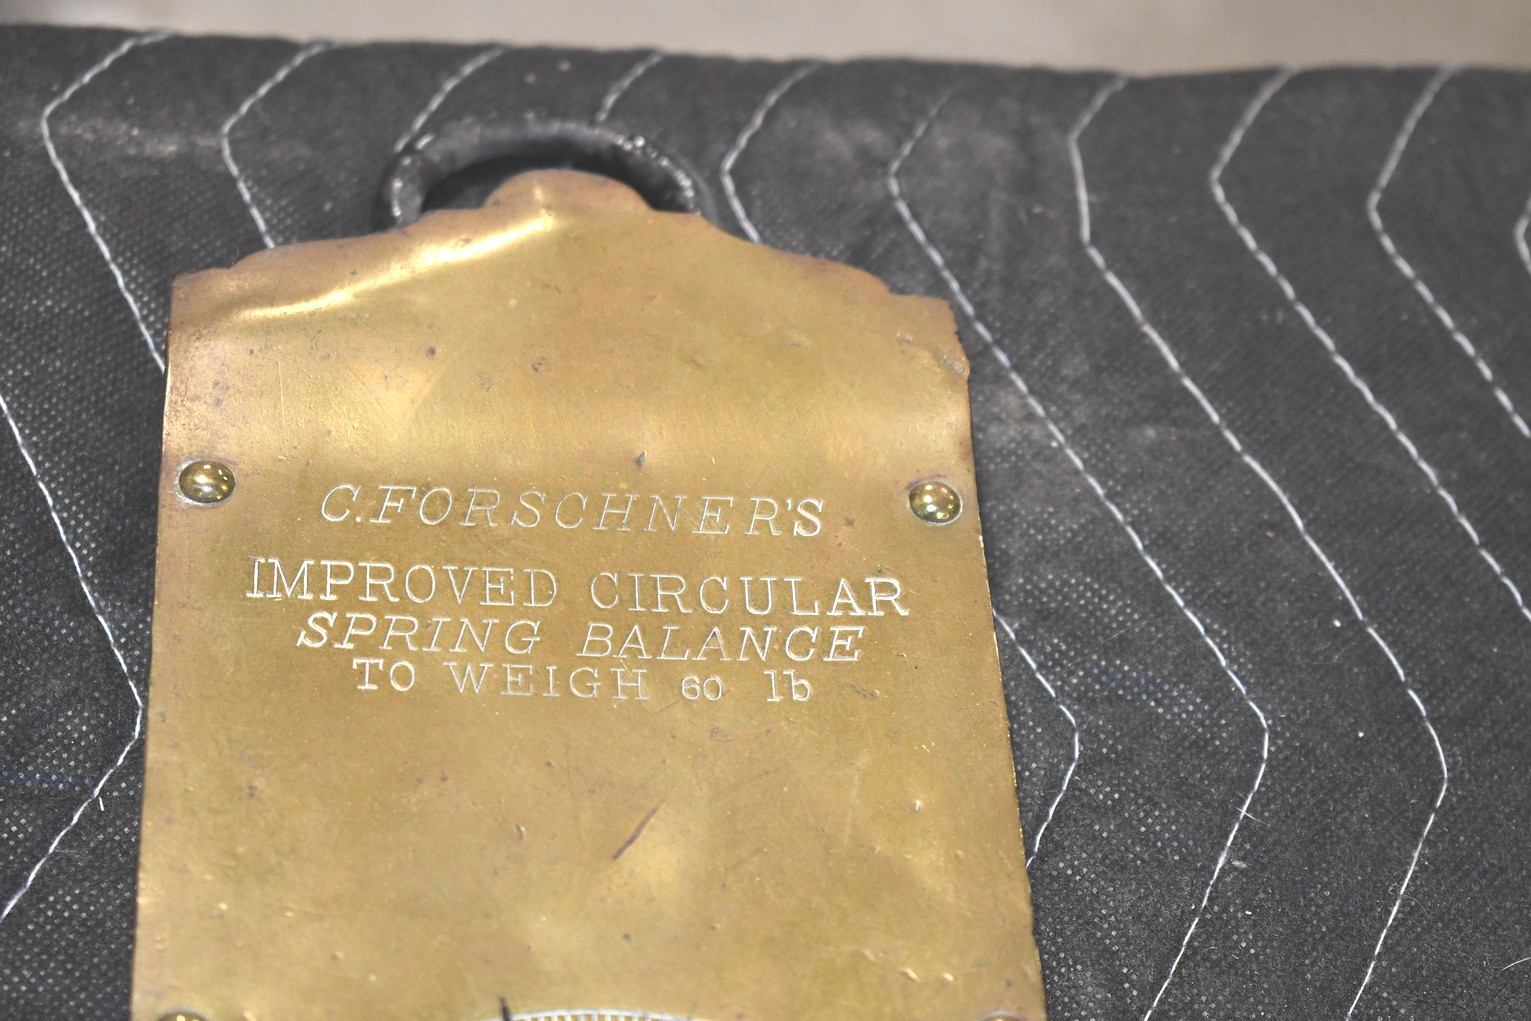 C.FORSCHNER'S
IMPROVED CIRCULAR
SPRING BALANCE
TO WEIGH 60 lb